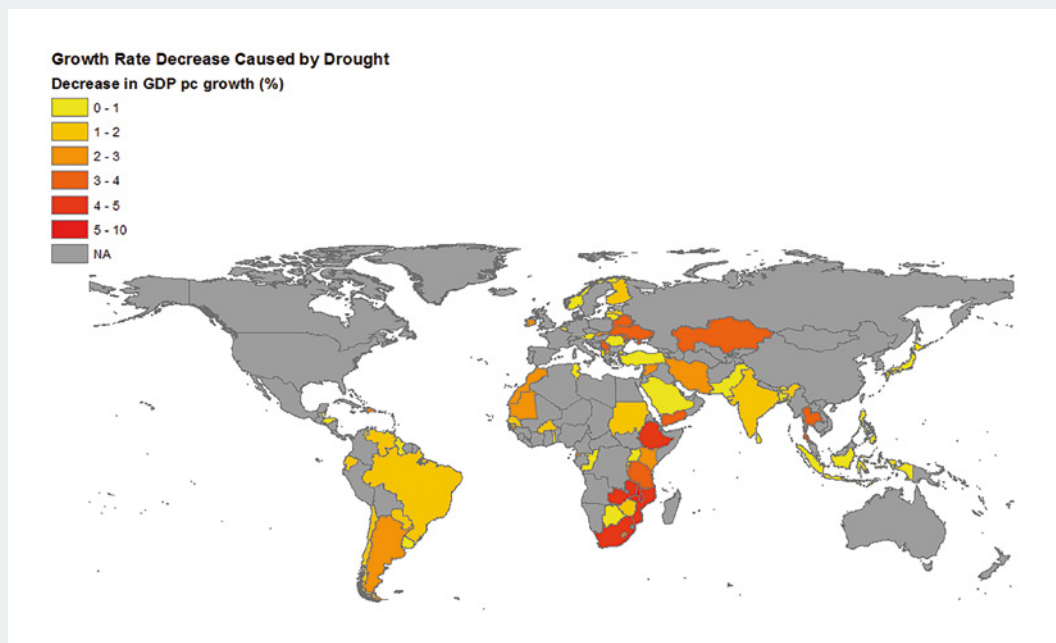 Growth Rate Decrease Caused by Drought
Decrease in GDP pc growth (%)
0 - 1
1 - 2
2 - 3
3 - 4
4 - 5
5 - 10
NA